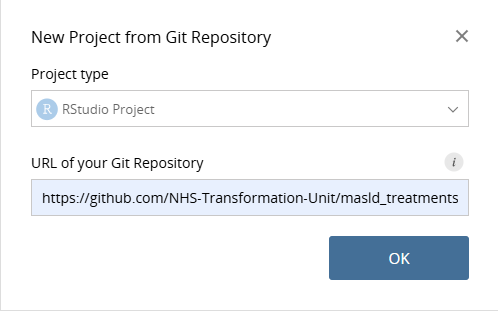 New Project from Git Repository
Project type
R RStudio Project
URL of your Git Repository
i
https://github.com/NHS-Transformation-Unit/masld_treatments
OK